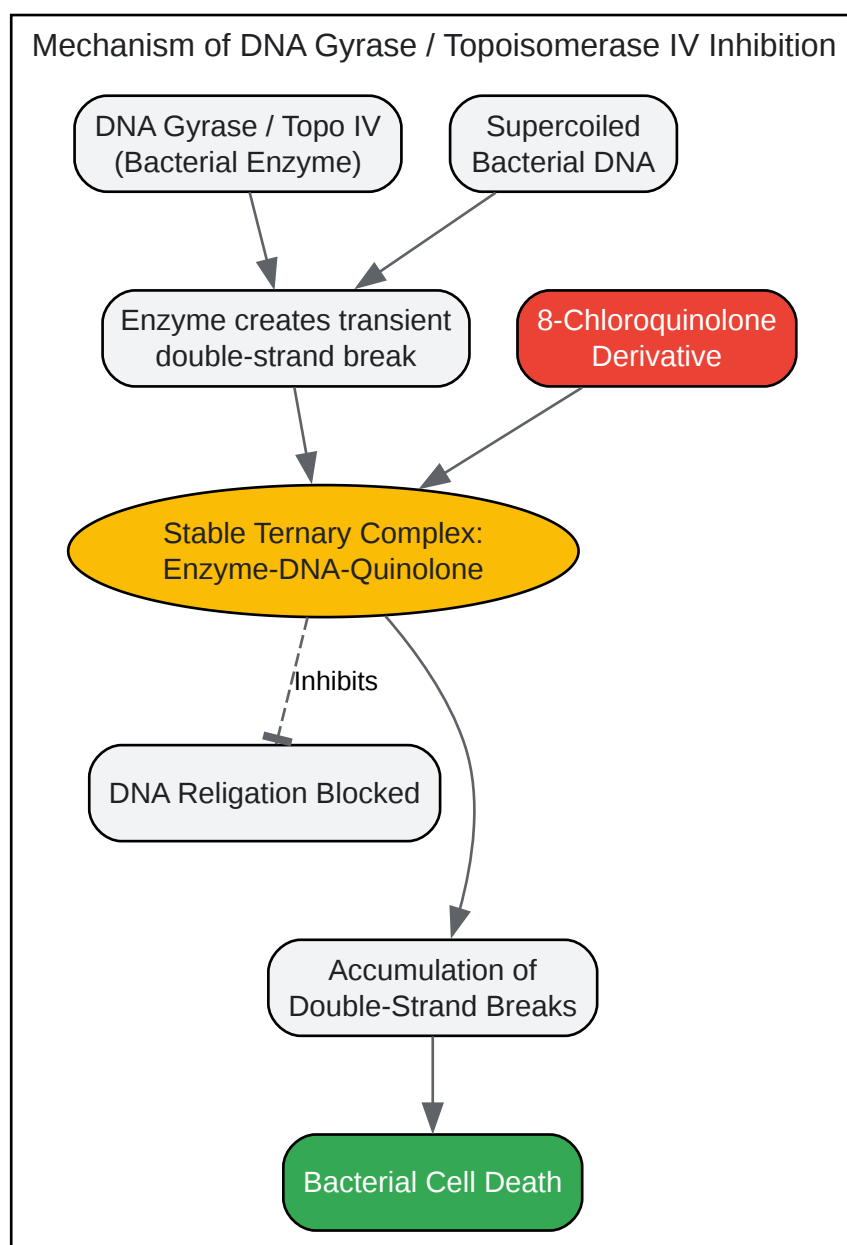 Mechanism of DNA Gyrase / Topoisomerase IV Inhibition
DNA Gyrase / Topo IV
(Bacterial Enzyme)
Supercoiled
Bacterial DNA
Enzyme creates transient
double-strand break
8-Chloroquinolone
Derivative
Stable Ternary Complex:
Enzyme-DNA-Quinolone
Inhibits
DNA Religation Blocked
Accumulation of
Double-Strand Breaks
Bacterial Cell Death